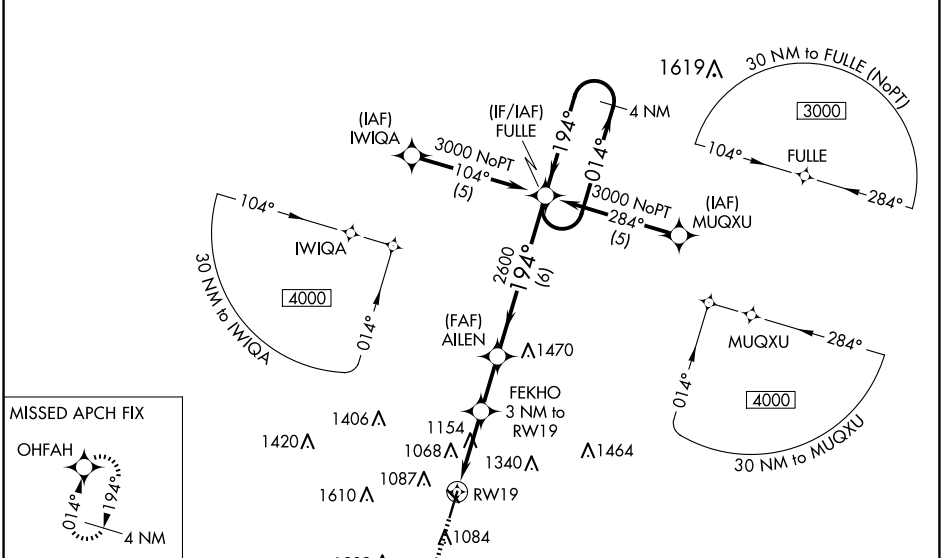 1619
30 NM to FULLE (NoPT)
3000
104°
FULLE
284°
(IAF)
IWIQA
(IF/IAF)
FULLE
4 NM
194°
014°
3000 NoPT
104°
(5)
3000 NoPT
284°
(5)
(IAF)
MUQXU
104°
IWIQA
4000
014°
30 NM to IWIQA
2600
194°
(6)
(FAF)
AILEN
1470
MUQXU
284°
014°
4000
30 NM to MUQXU
FEKHO
3 NM to
RW19
1406
1420
1154
1068
1340
1464
1087
1610
RW19
1084
MISSED APCH FIX
OHFAH
014°
194°
4 NM